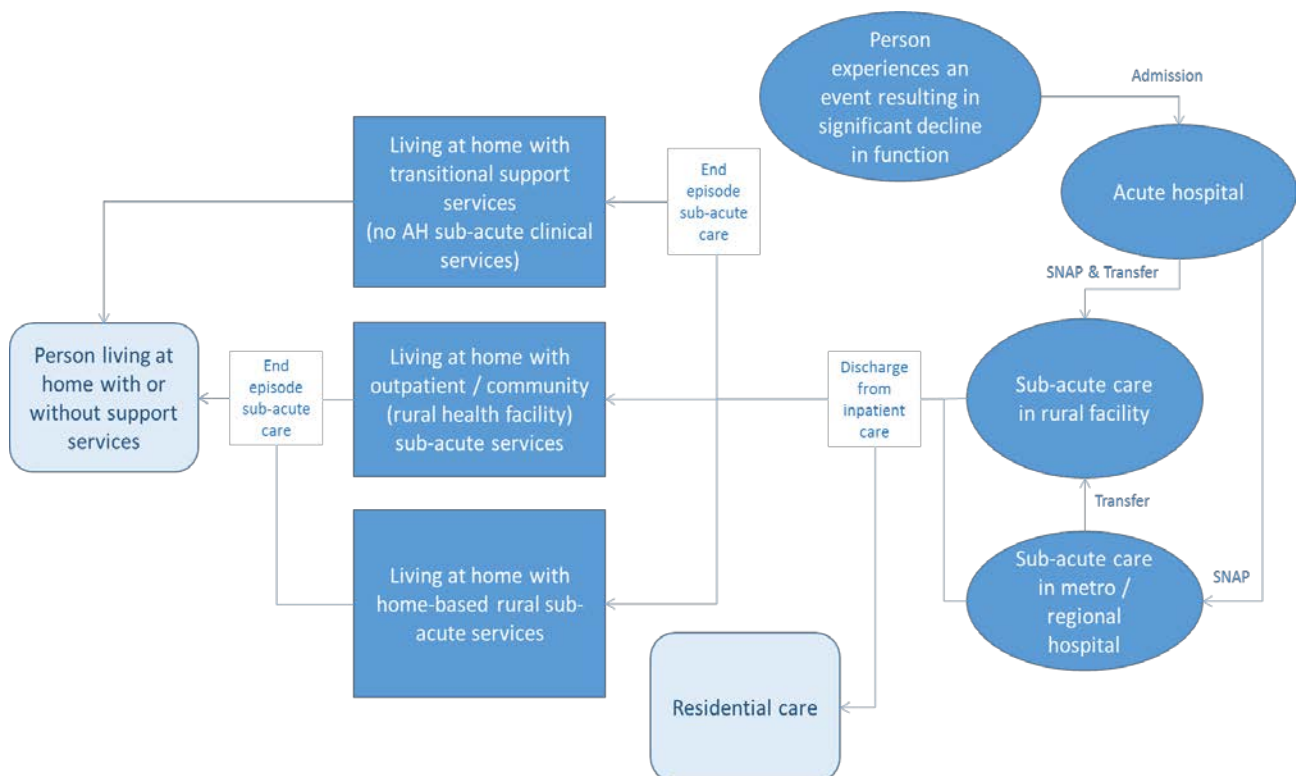 Person
experiences an
event resulting in
significant decline
in function
Admission
Acute hospital
Living at home with
transitional support
services
(no AH sub-acute clinical
services)
End
episode
sub-acute
care
SNAP & Transfer
Person living at
home with or
without support
services
End
episode
sub-acute
care
Living at home with
outpatient / community
(rural health facility)
sub-acute services
Discharge
from
inpatient
care
Sub-acute care
in rural facility
Transfer
Living at home with
home-based rural sub-
acute services
Sub-acute care
in metro /
regional
hospital
SNAP
Residential care